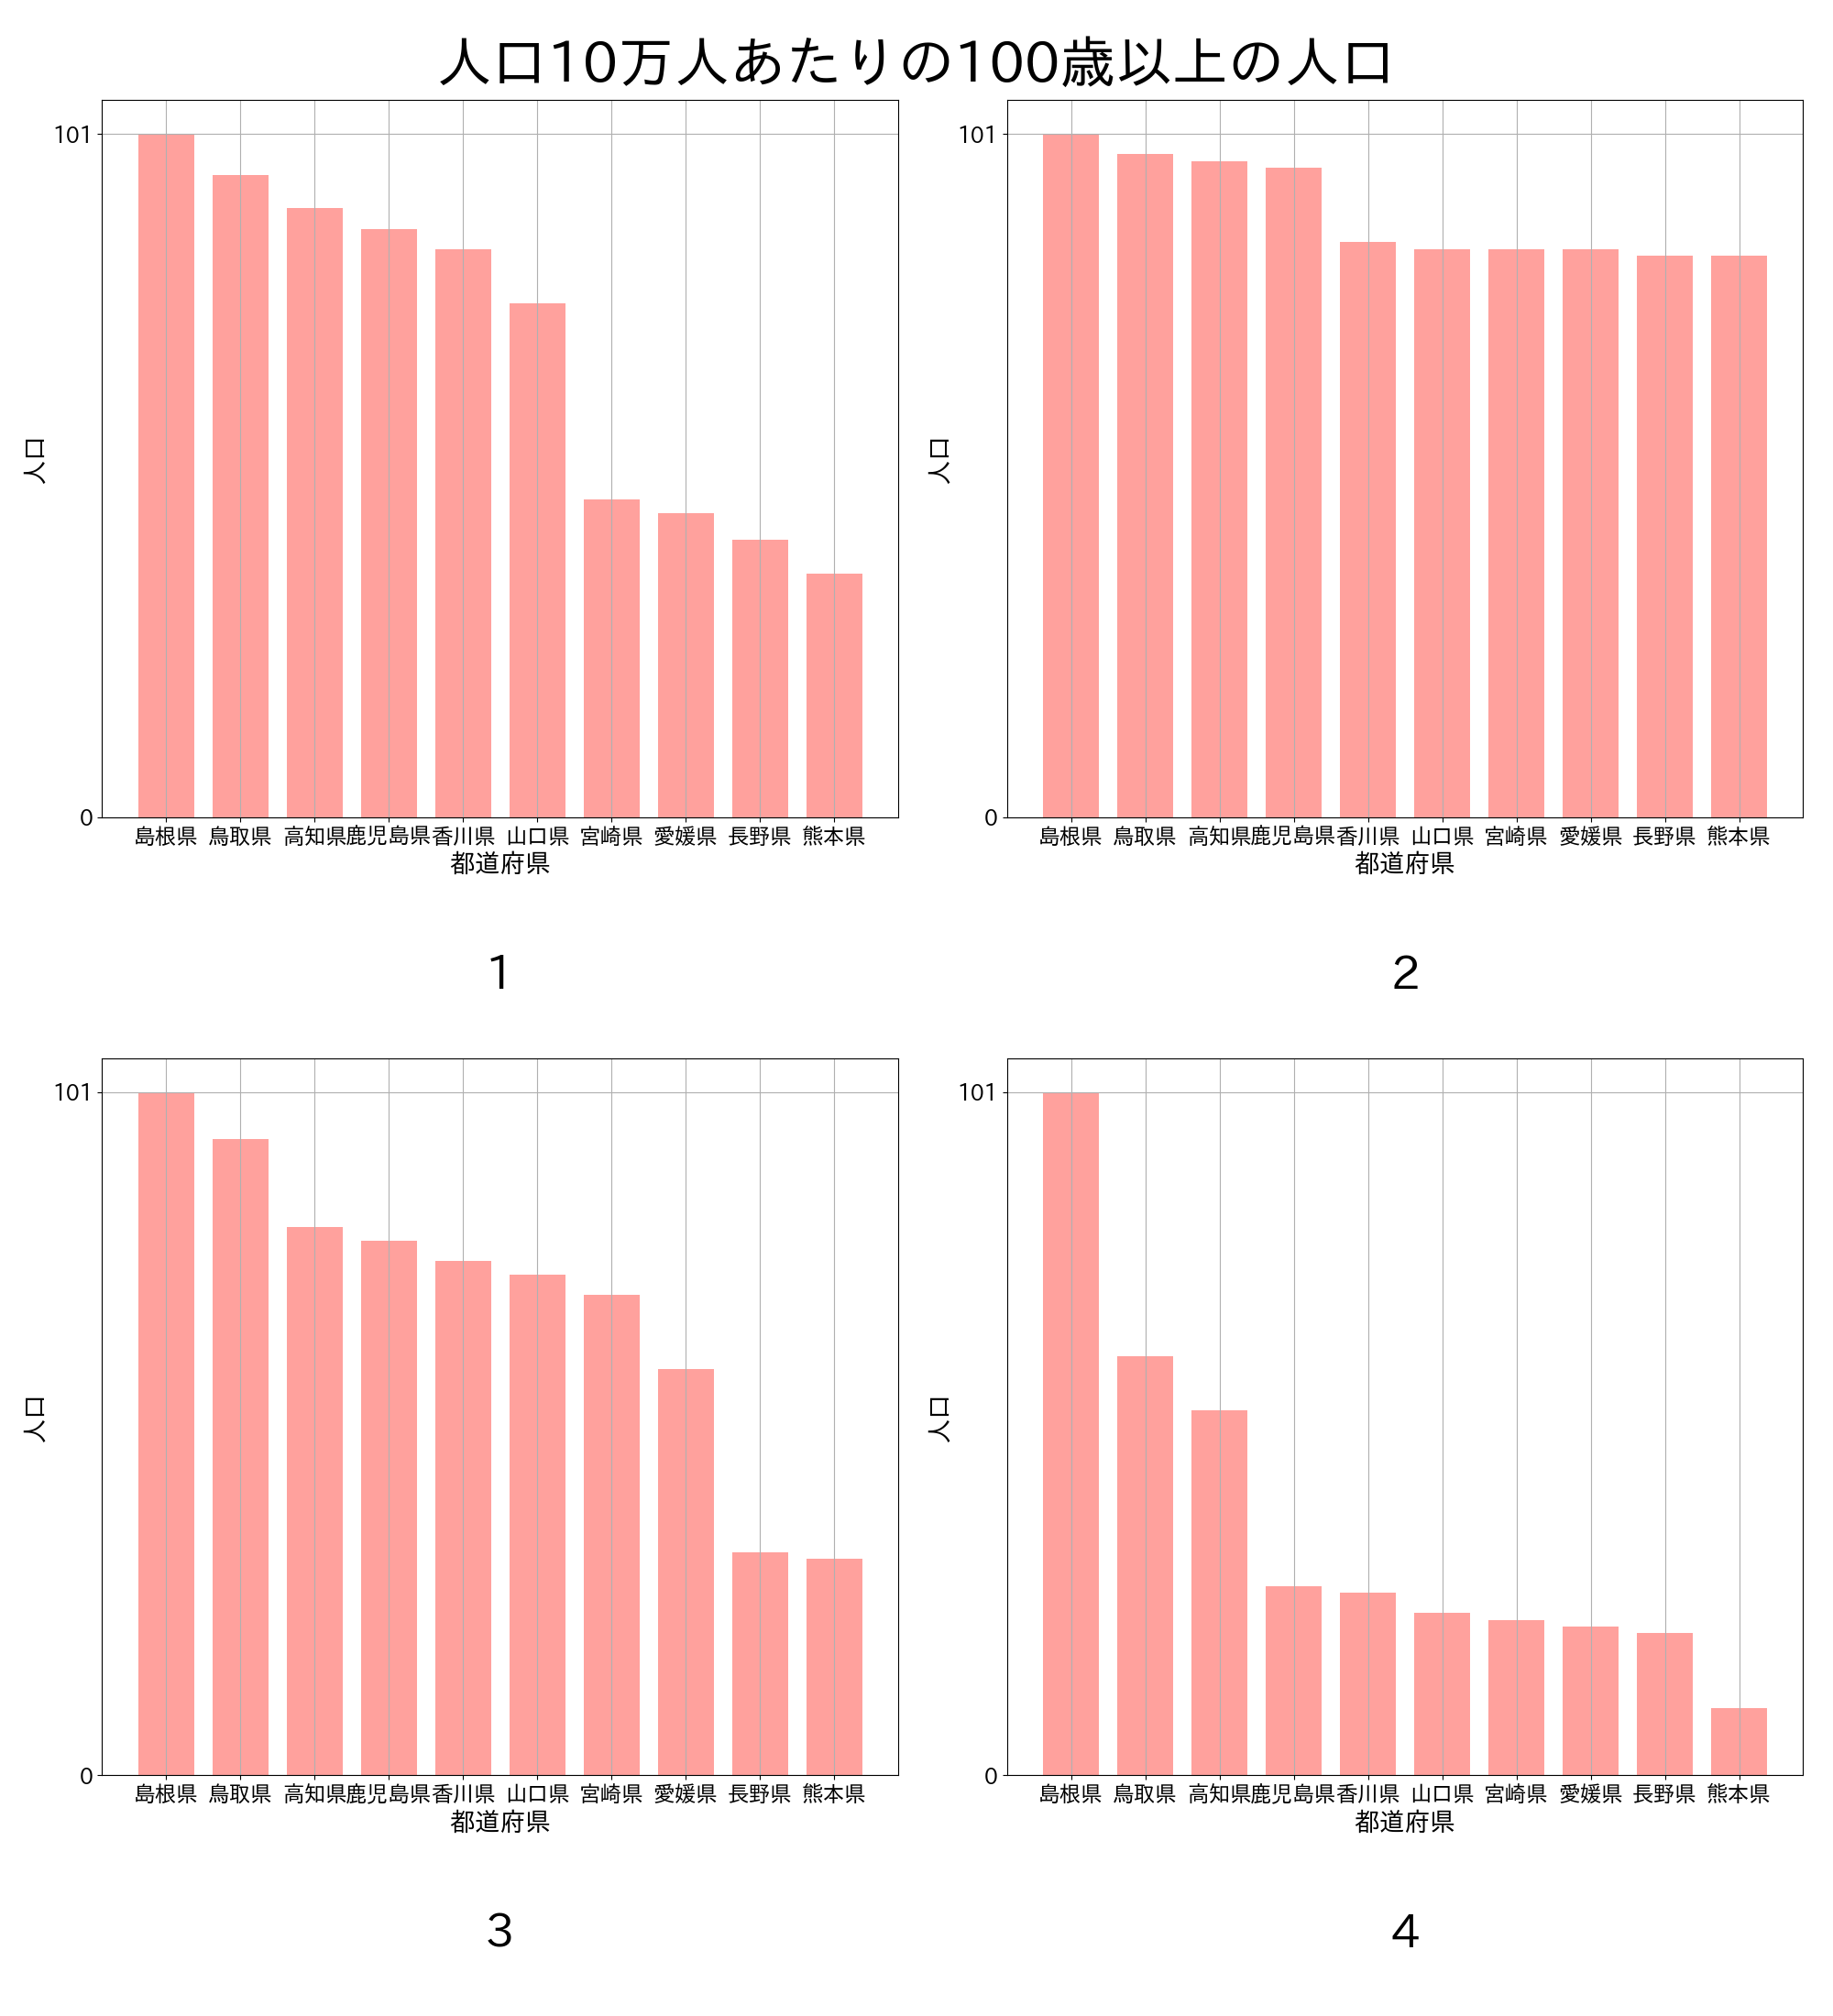 人口10万人あたりの100歳以上の人口
101
0
人口
島根県 鳥取県 高知県 鹿児島県 香川県 山口県 宮崎県 愛媛県 長野県 熊本県
都道府県
1
101
0
人口
島根県 鳥取県 高知県 鹿児島県 香川県 山口県 宮崎県 愛媛県 長野県 熊本県
都道府県
2
101
0
人口
島根県 鳥取県 高知県 鹿児島県 香川県 山口県 宮崎県 愛媛県 長野県 熊本県
都道府県
3
101
0
人口
島根県 鳥取県 高知県 鹿児島県 香川県 山口県 宮崎県 愛媛県 長野県 熊本県
都道府県
4